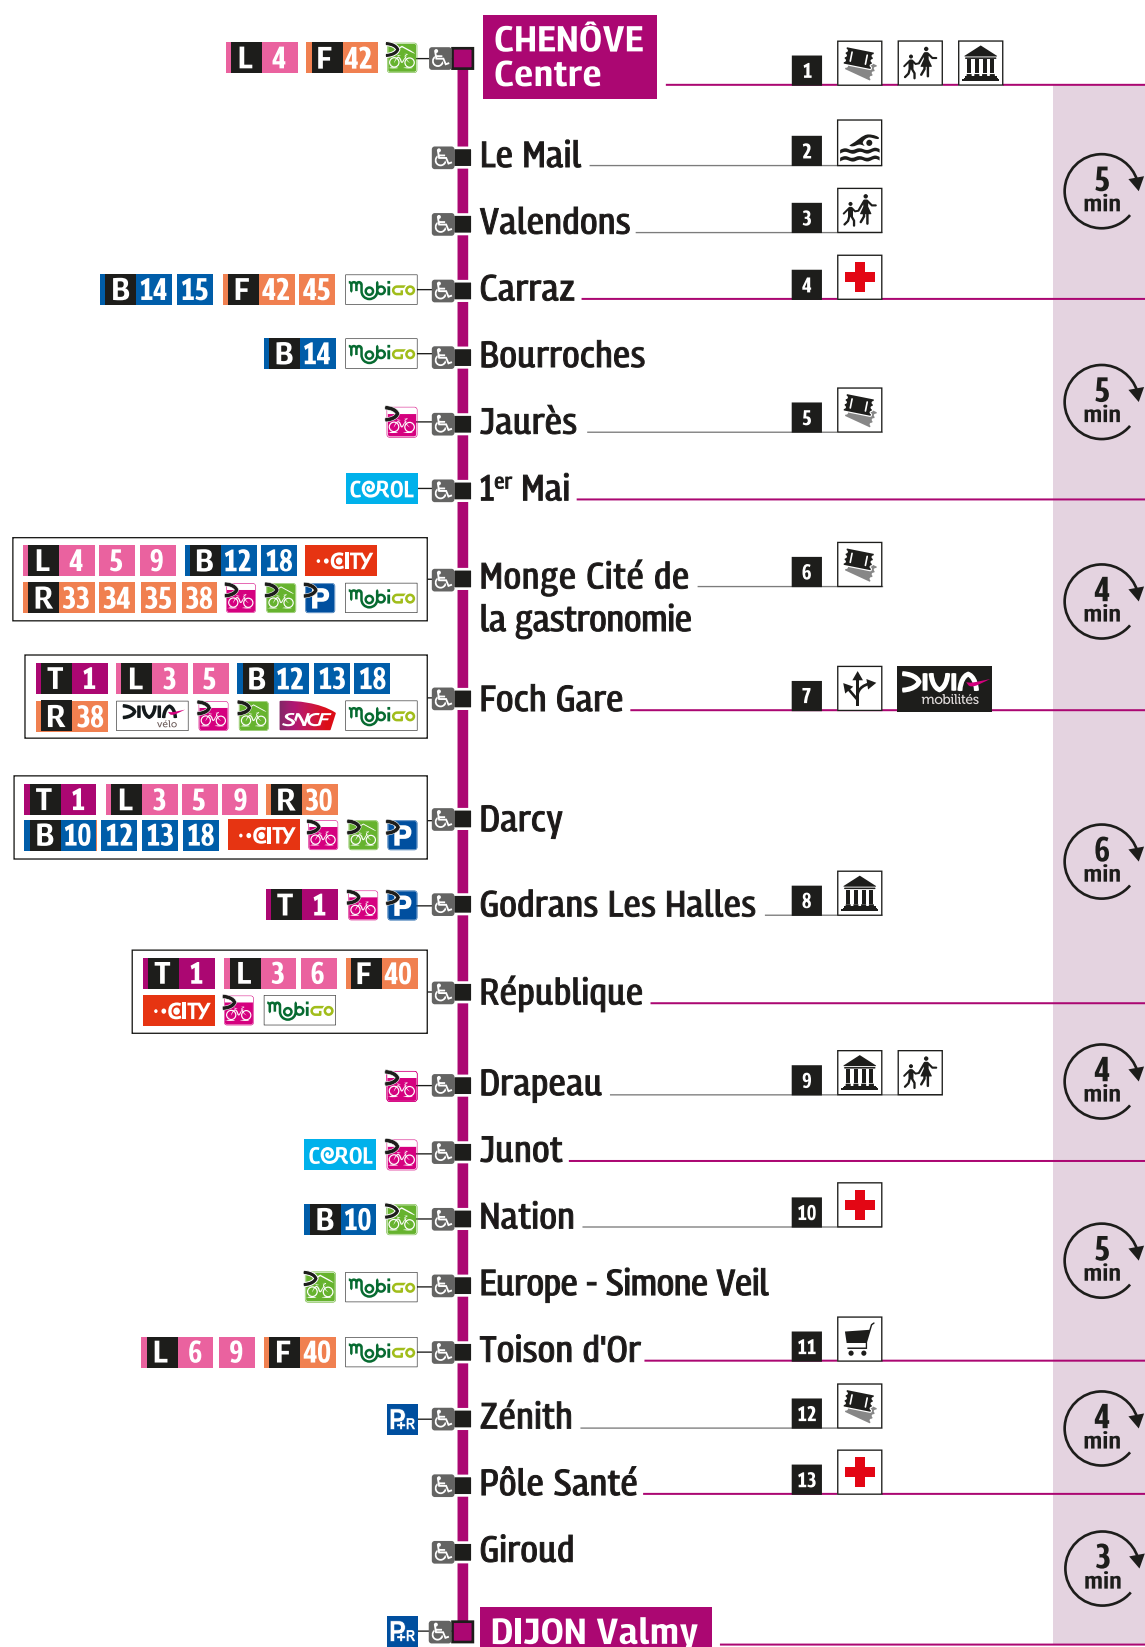 L 4 F 42
CHENÔVE
Centre
1
Le Mail
2
5
min
Valendons
3
B 14 15 F 42 45 mobiGO
Carraz
4
B 14 mobiGO
Bourroches
5
min
Jaurès
5
COROL
1er Mai
L 4 5 9 B 12 18 CITY
R 33 34 35 38 P mobiGO
Monge Cité de
la gastronomie
6
4
min
T 1 L 3 5 B 12 13 18
R 38 DIVIA vélo SNCF mobiGO
Foch Gare
7
DIVIA
mobilités
T 1 L 3 5 9 R 30
B 10 12 13 18 CITY P
Darcy
6
min
T 1 P
Godrans Les Halles
8
T 1 L 3 6 F 40
CITY mobiGO
République
Drapeau
9
4
min
COROL
Junot
B 10
Nation
10
5
min
mobiGO
Europe - Simone Veil
L 6 9 F 40 mobiGO
Toison d'Or
11
P+R
Zénith
12
4
min
Pôle Santé
13
Giroud
3
min
P+R
DIJON Valmy